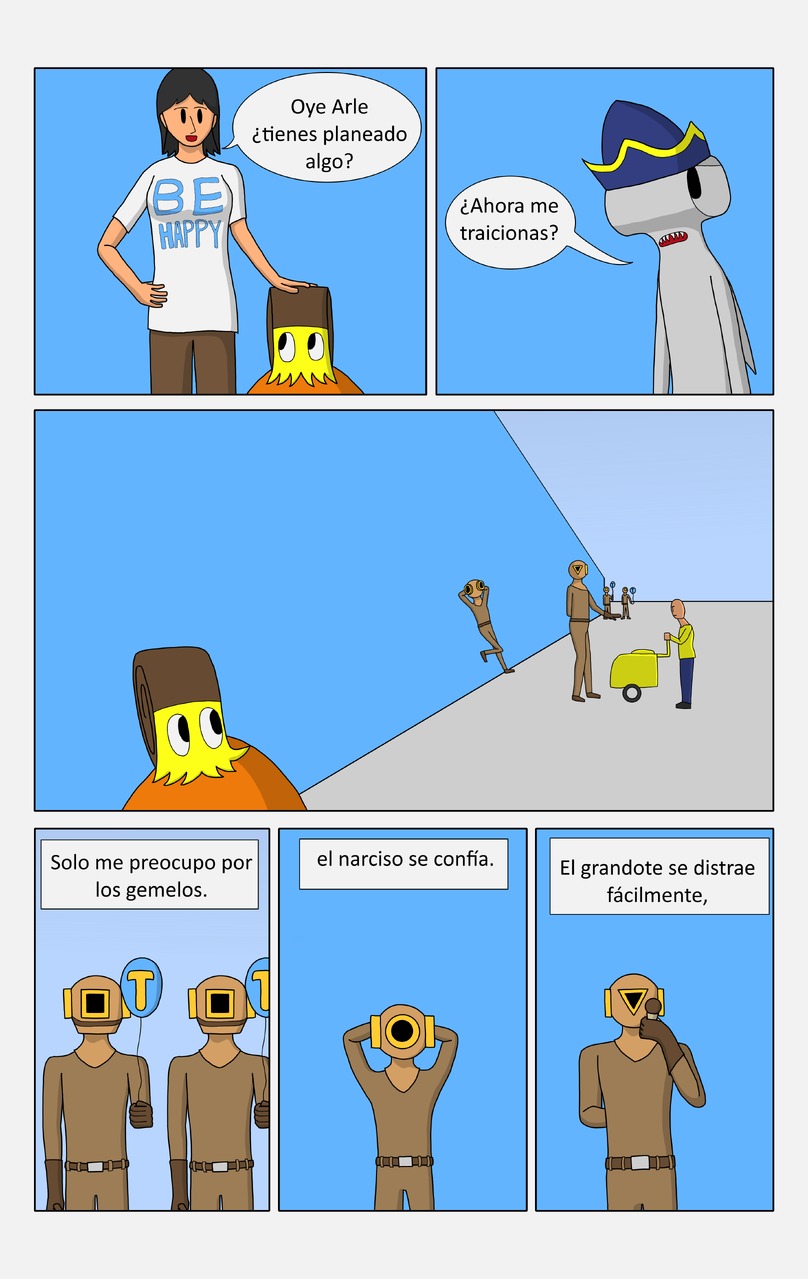 Oye Arle
¿tienes planeado
algo?
BE
HAPPY
¿Ahora me
traicionas?
Solo me preocupo por
los gemelos.
T
T
el narciso se confía.
El grandote se distrae
fácilmente,